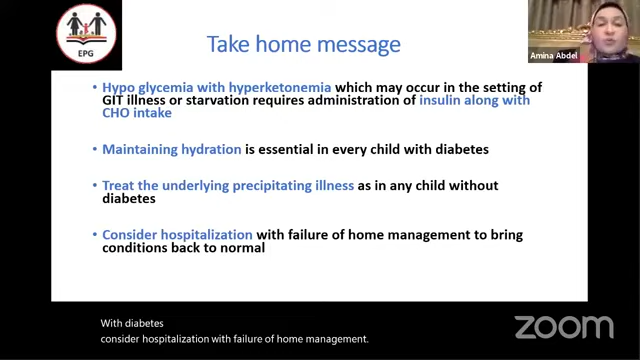 EPG
Take home message
Amina Abdel
• Hypo glycemia with hyperketonemia which may occur in the setting of
GIT illness or starvation requires administration of insulin along with
CHO intake
• Maintaining hydration is essential in every child with diabetes
• Treat the underlying precipitating illness as in any child without
diabetes
• Consider hospitalization with failure of home management to bring
conditions back to normal
With diabetes
consider hospitalization with failure of home management.
zoom